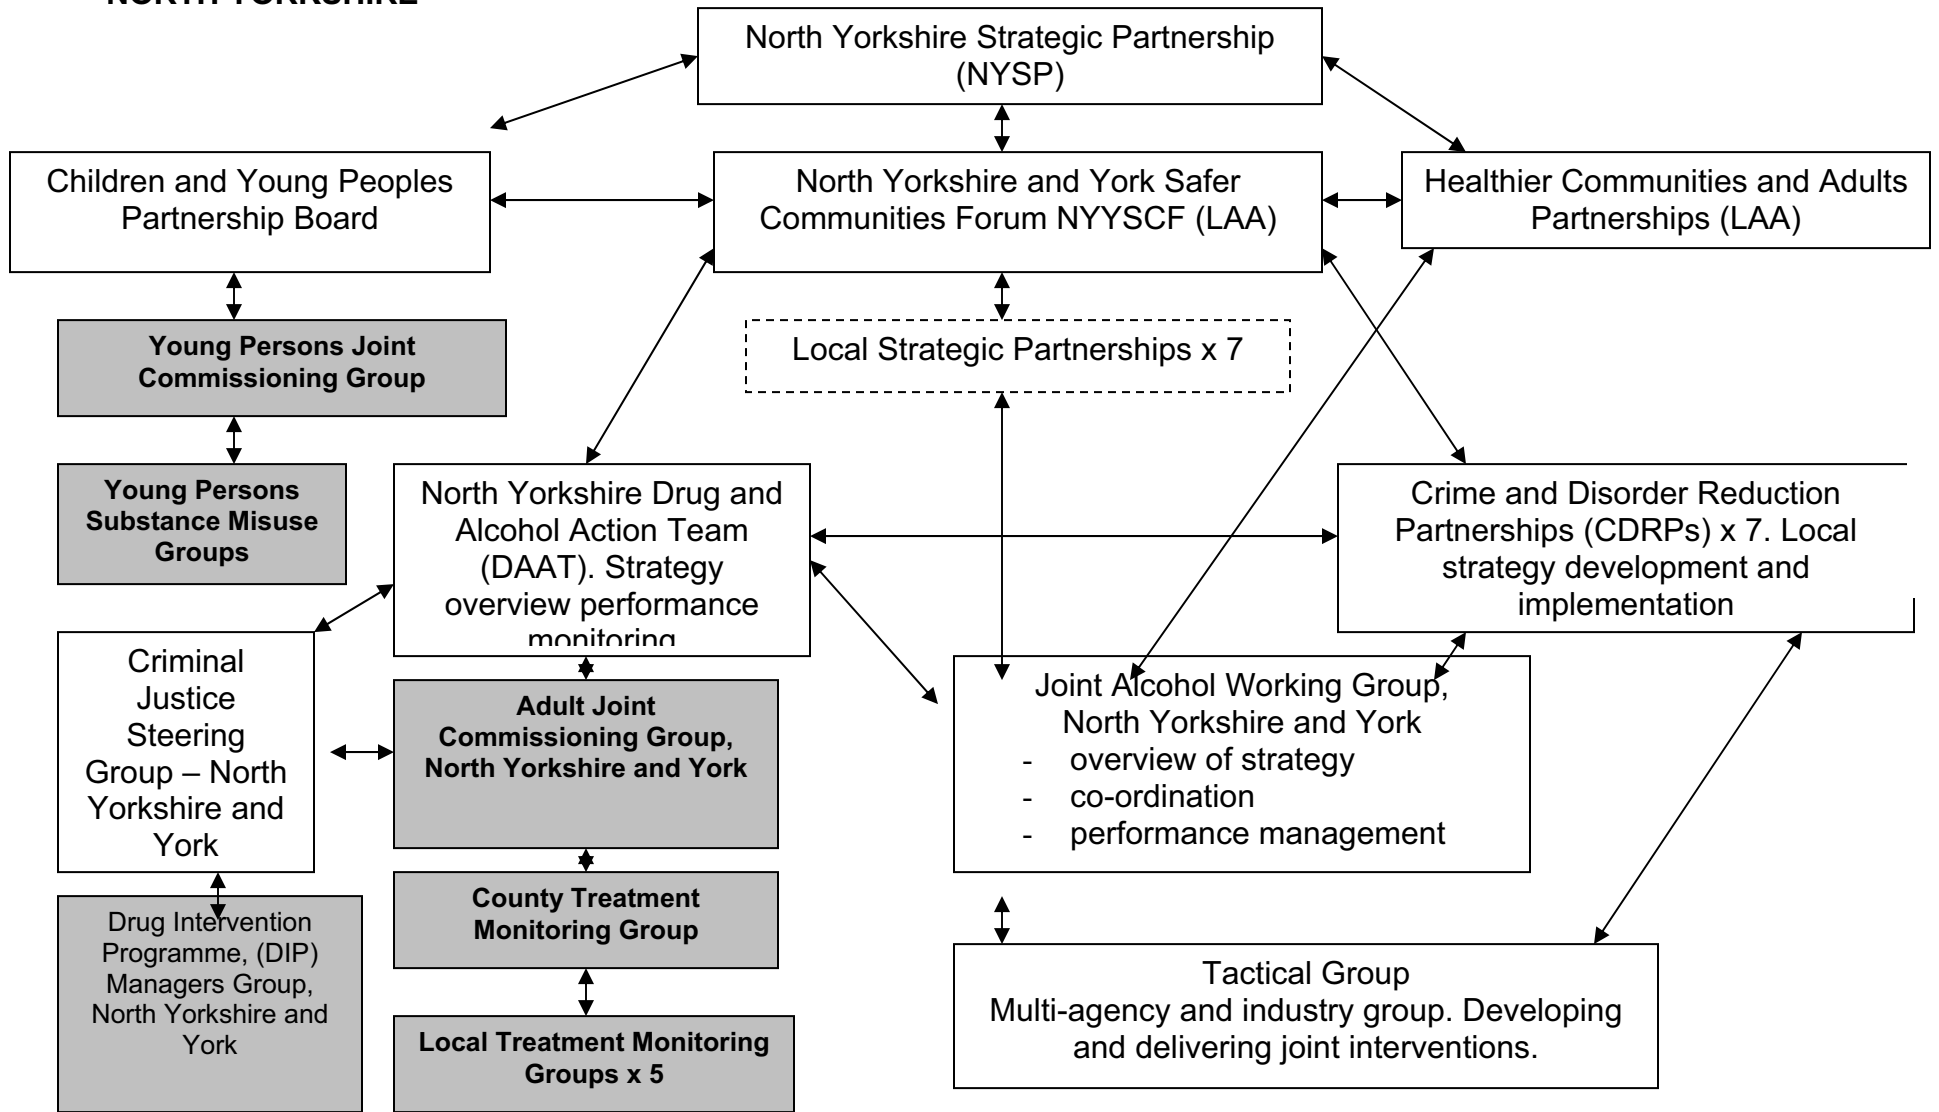 NORTH YORKSHIRE
North Yorkshire Strategic Partnership
(NYSP)
Children and Young Peoples
Partnership Board
North Yorkshire and York Safer
Communities Forum NYYSCF (LAA)
Healthier Communities and Adults
Partnerships (LAA)
Young Persons Joint
Commissioning Group
Local Strategic Partnerships x 7
Young Persons
Substance Misuse
Groups
North Yorkshire Drug and
Alcohol Action Team
(DAAT). Strategy
overview performance
monitoring
Crime and Disorder Reduction
Partnerships (CDRPs) x 7. Local
strategy development and
implementation
Criminal
Justice
Steering
Group – North
Yorkshire and
York
Adult Joint
Commissioning Group,
North Yorkshire and York
Joint Alcohol Working Group,
North Yorkshire and York
- overview of strategy
- co-ordination
- performance management
Drug Intervention
Programme, (DIP)
Managers Group,
North Yorkshire and
York
County Treatment
Monitoring Group
Local Treatment Monitoring
Groups x 5
Tactical Group
Multi-agency and industry group. Developing
and delivering joint interventions.